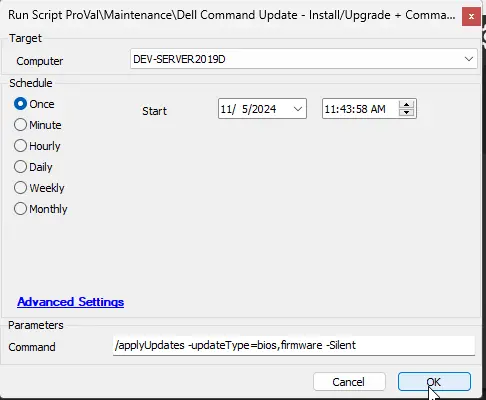 Run Script ProVal\Maintenance\Dell Command Update - Install/Upgrade + Comma...
x
Target
Computer
DEV-SERVER2019D
Schedule
Once
Minute
Hourly
Daily
Weekly
Monthly
Start
11/ 5/2024
11:43:58 AM
Advanced Settings
Parameters
Command
/applyUpdates -updateType=bios,firmware -Silent
Cancel
OK